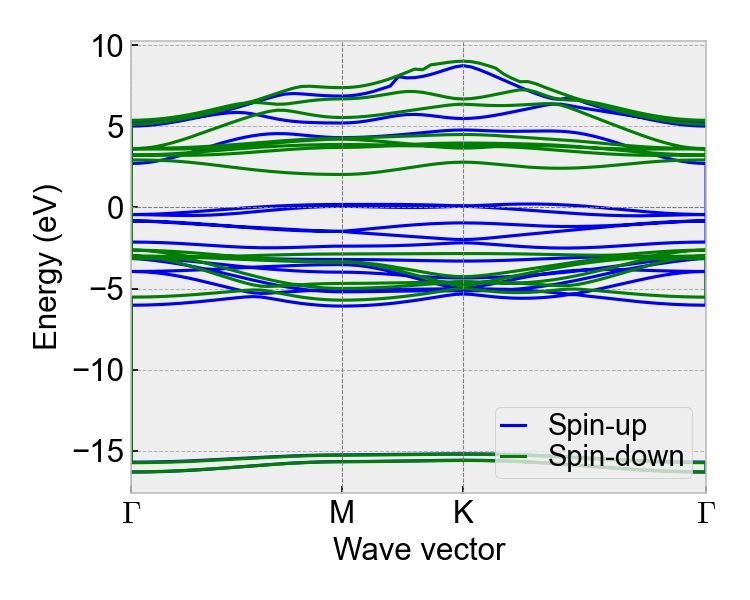 10
5
0
−5
−10
−15
Energy (eV)
Spin-up
Spin-down
Γ M K Γ
Wave vector